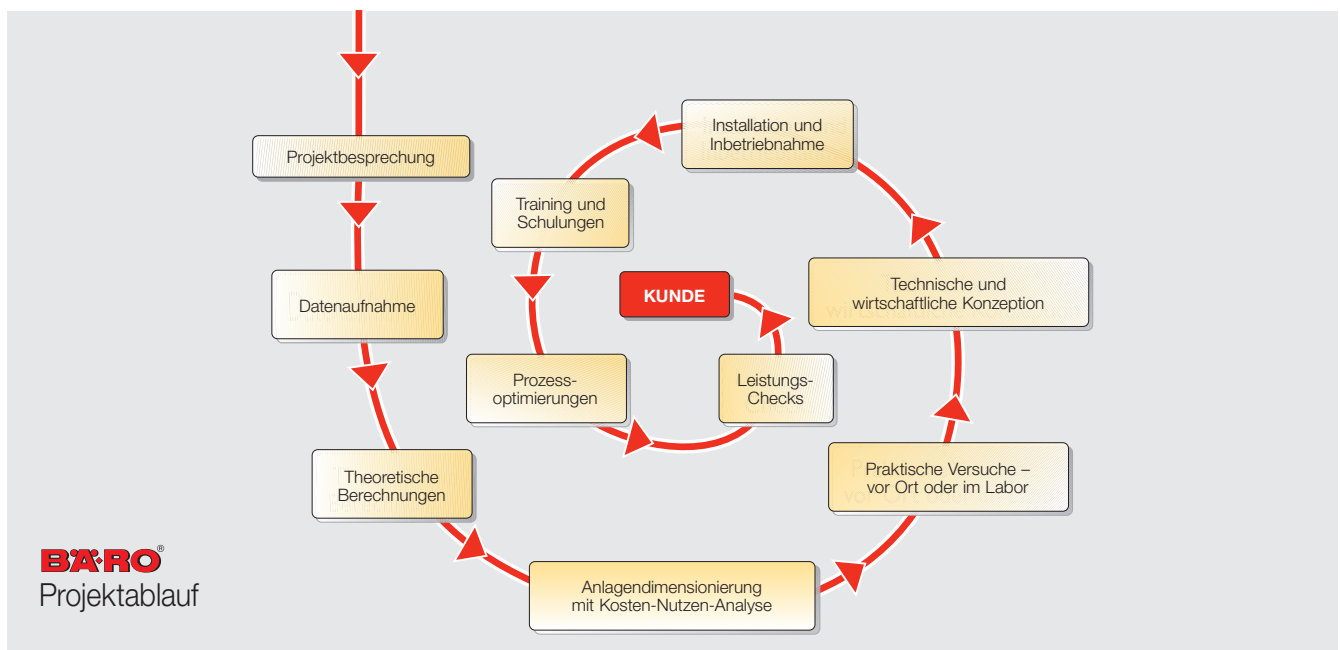 Projektbesprechung
Datenaufnahme
Theoretische
Berechnungen
Anlagendimensionierung
mit Kosten-Nutzen-Analyse
Praktische Versuche –
vor Ort oder im Labor
Technische und
wirtschaftliche Konzeption
Installation und
Inbetriebnahme
Training und
Schulungen
Prozess-
optimierungen
Leistungs-
Checks
KUNDE
BÄRO®
Projektablauf